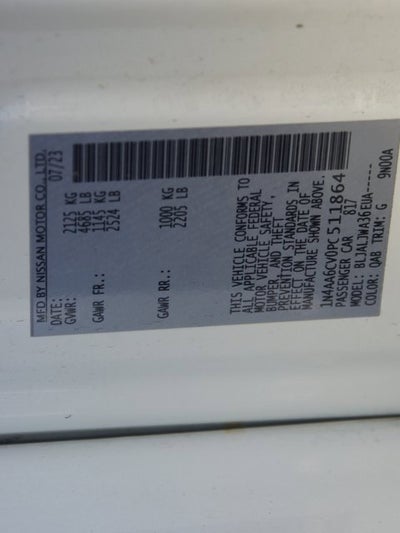 MFD BY NISSAN MOTOR CO., LTD.
DATE: 07/23
GVWR: 2125 KG
4685 LB
GAWR FR.: 1145 KG
2524 LB
GAWR RR.: 1000 KG
2205 LB
THIS VEHICLE CONFORMS TO
ALL APPLICABLE FEDERAL
MOTOR VEHICLE SAFETY,
BUMPER, AND THEFT
PREVENTION STANDARDS IN
EFFECT ON THE DATE OF
MANUFACTURE SHOWN ABOVE.
1N4AA6CV0PC511864
PASSENGER CAR 817
MODEL: BLJALJWA36EUA------
COLOR: QAB TRIM: G 9N00A